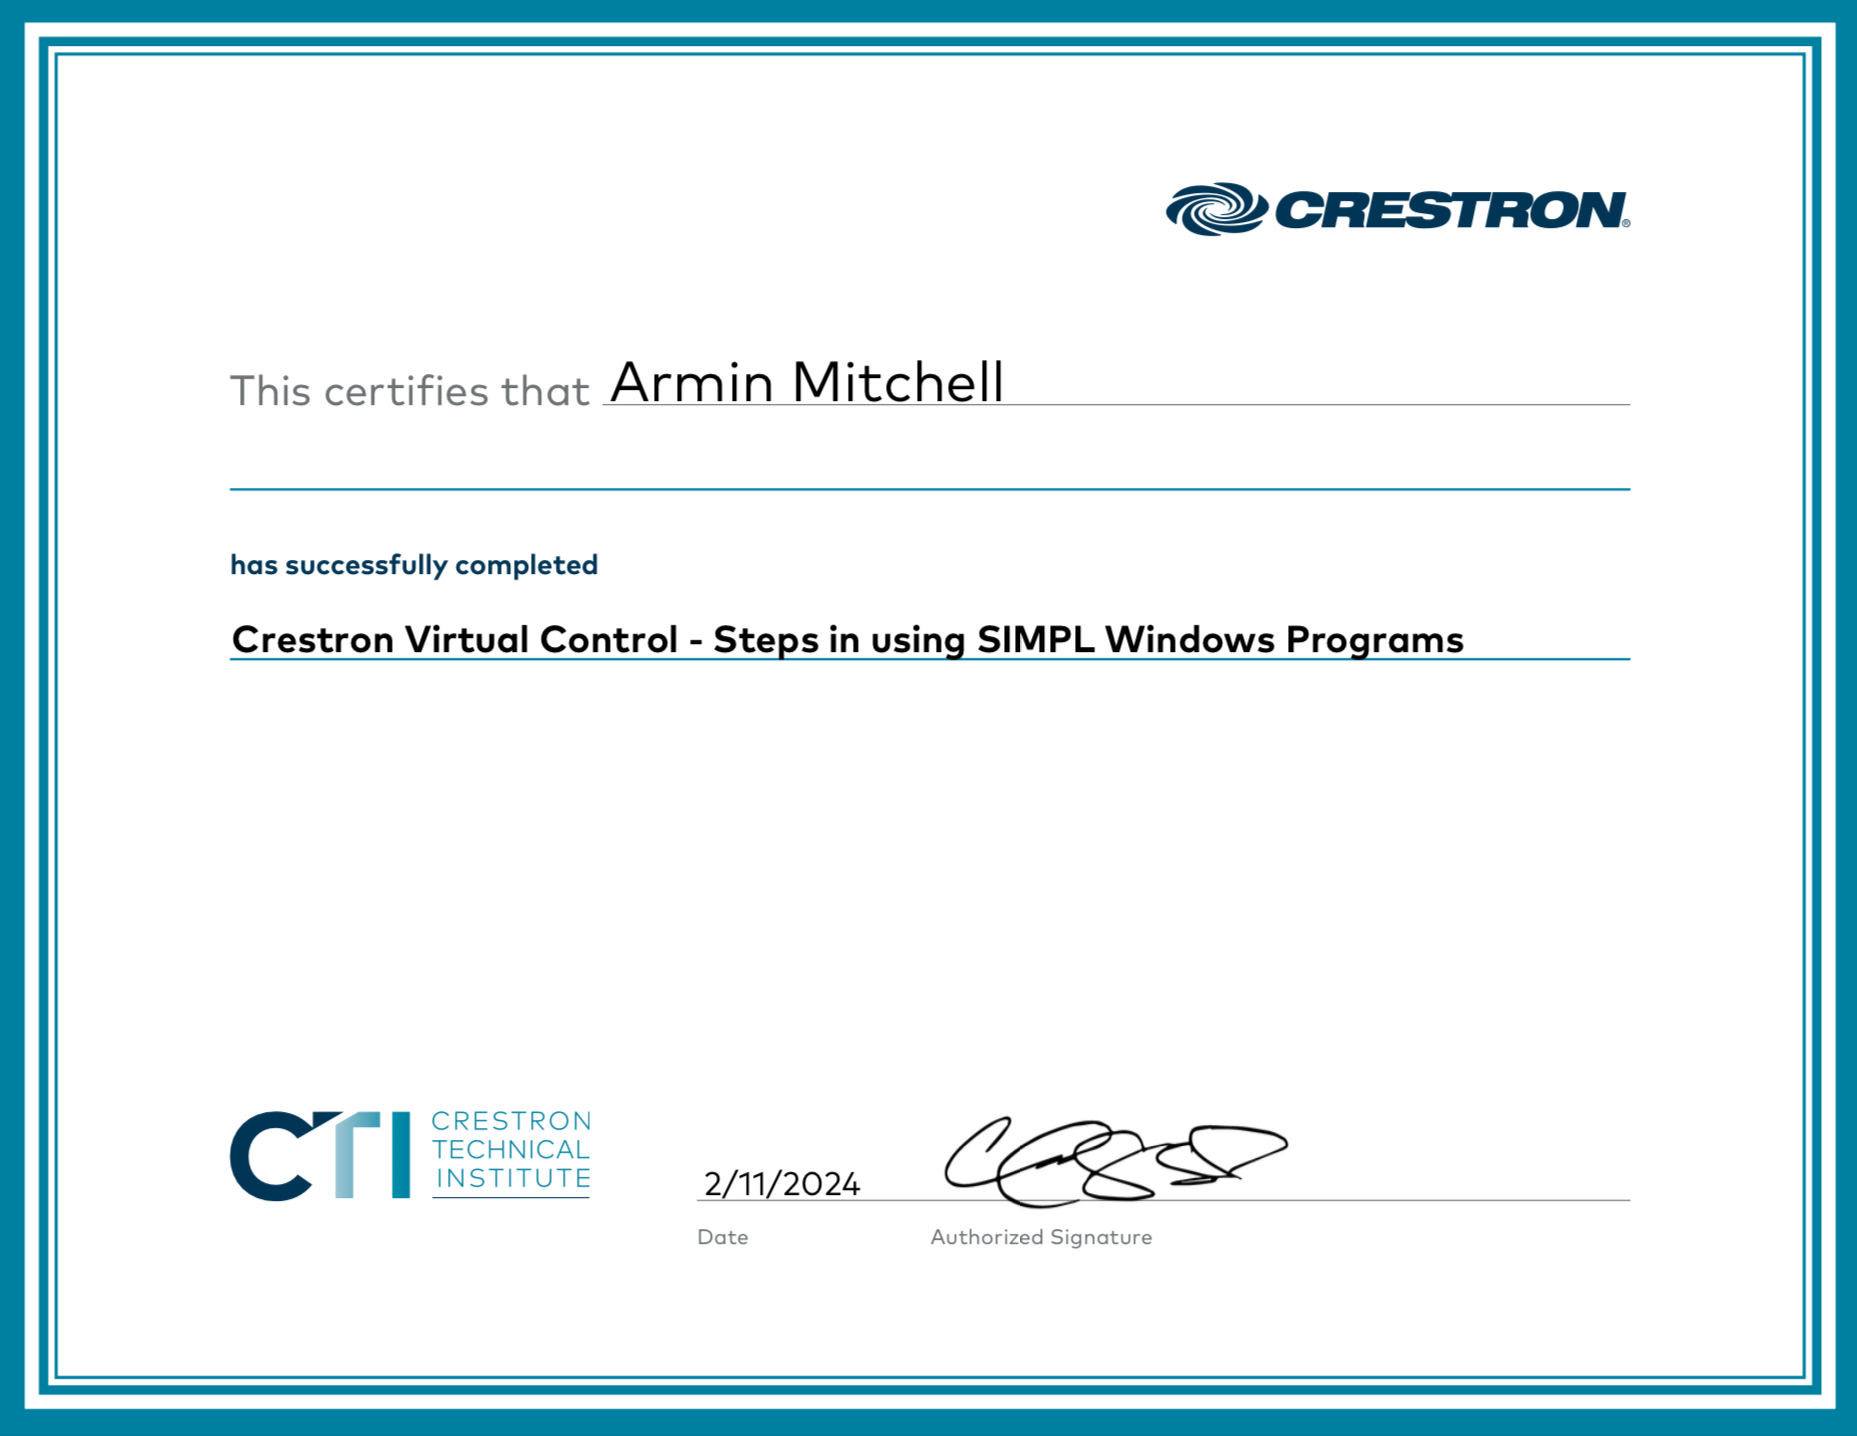 CRESTRON®
This certifies that Armin Mitchell
has successfully completed
Crestron Virtual Control - Steps in using SIMPL Windows Programs
CTI
CRESTRON
TECHNICAL
INSTITUTE
2/11/2024
Date
Authorized Signature